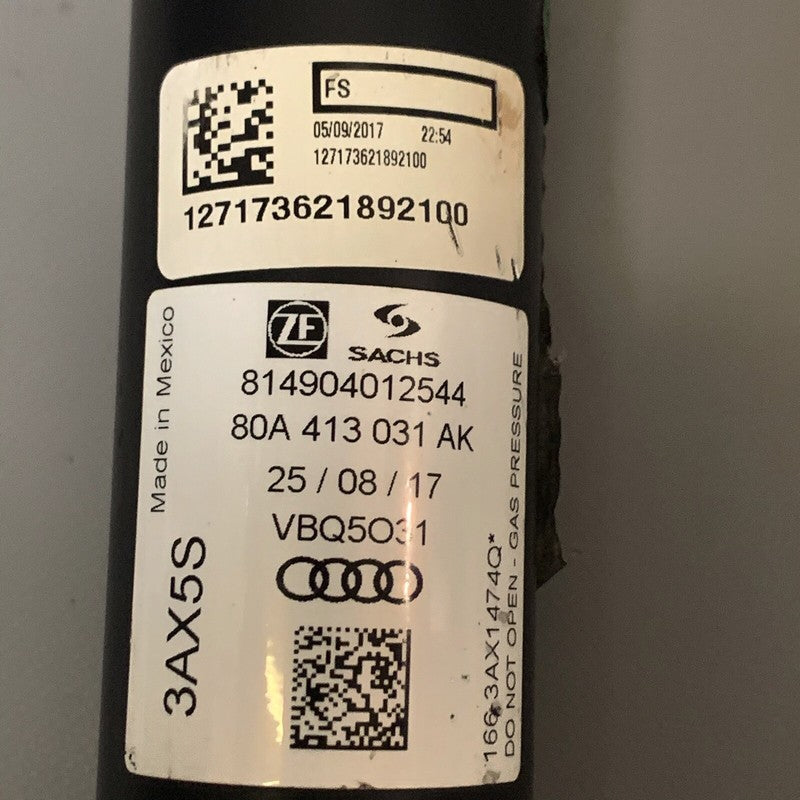 FS
05/09/2017 22:54
127173621892100
127173621892100
ZF
SACHS
814904012544
80A 413 031 AK
25 / 08 / 17
VBQ5O31
Made in Mexico
3AX5S
166 3AX1474Q*
DO NOT OPEN - GAS PRESSURE